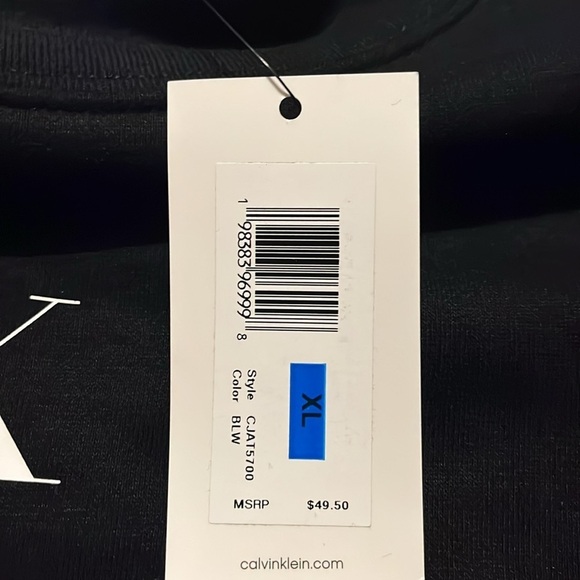 1 98383 96999 8
XL
Style CJAT5700
Color BLW
MSRP $49.50
calvinklein.com
K